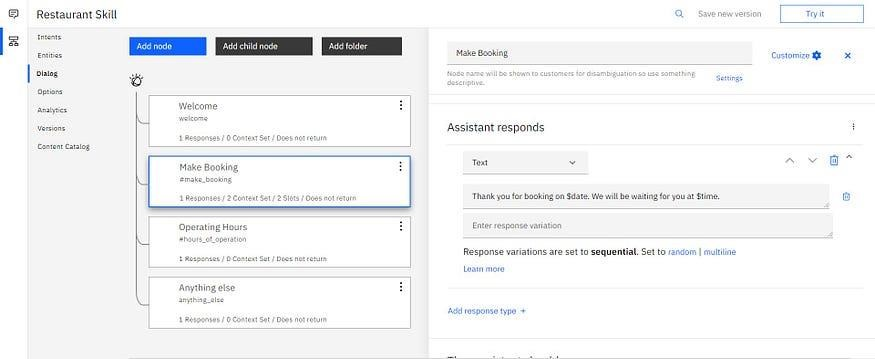 Restaurant Skill
Save new version
Try it
Intents
Entities
Dialog
Options
Analytics
Versions
Content Catalog
Add node
Add child node
Add folder
Welcome
welcome
1 Responses / 0 Context Set / Does not return
Make Booking
#make_booking
1 Responses / 2 Context Set / 2 Slots / Does not return
Operating Hours
#hours_of_operation
1 Responses / 0 Context Set / Does not return
Anything else
anything_else
1 Responses / 0 Context Set / Does not return
Make Booking
Customize
Node name will be shown to customers for disambiguation so use something
descriptive.
Settings
Assistant responds
Text
Thank you for booking on $date. We will be waiting for you at $time.
Enter response variation
Response variations are set to sequential. Set to random | multiline
Learn more
Add response type +